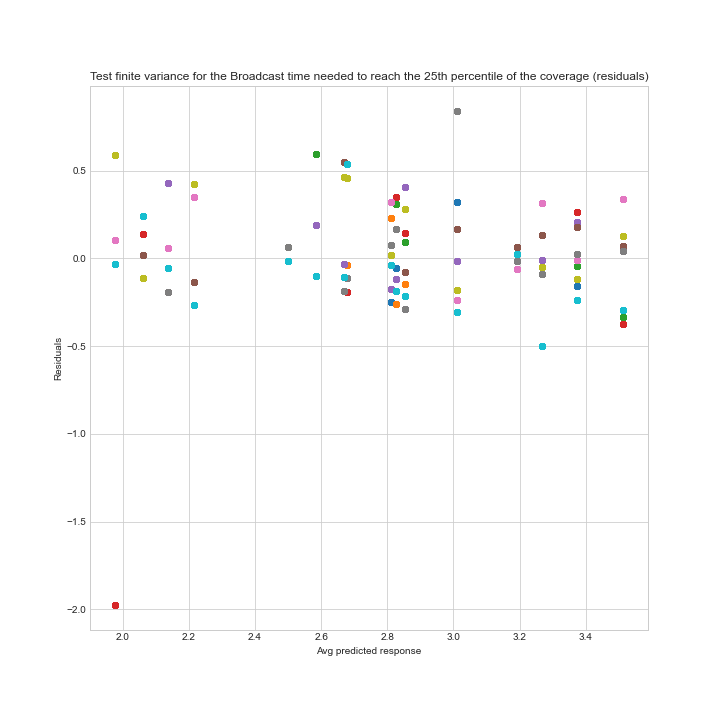 Test finite variance for the Broadcast time needed to reach the 25th percentile of the coverage (residuals)
0.5
0.0
−0.5
−1.0
−1.5
−2.0
Residuals
2.0 2.2 2.4 2.6 2.8 3.0 3.2 3.4
Avg predicted response